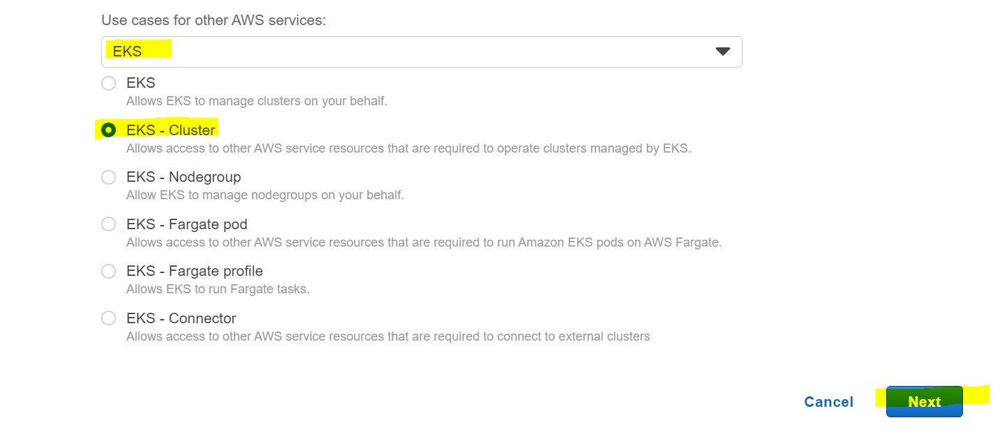 Use cases for other AWS services:
EKS
EKS
Allows EKS to manage clusters on your behalf.
EKS - Cluster
Allows access to other AWS service resources that are required to operate clusters managed by EKS.
EKS - Nodegroup
Allow EKS to manage nodegroups on your behalf.
EKS - Fargate pod
Allows access to other AWS service resources that are required to run Amazon EKS pods on AWS Fargate.
EKS - Fargate profile
Allows EKS to run Fargate tasks.
EKS - Connector
Allows access to other AWS service resources that are required to connect to external clusters
Cancel Next